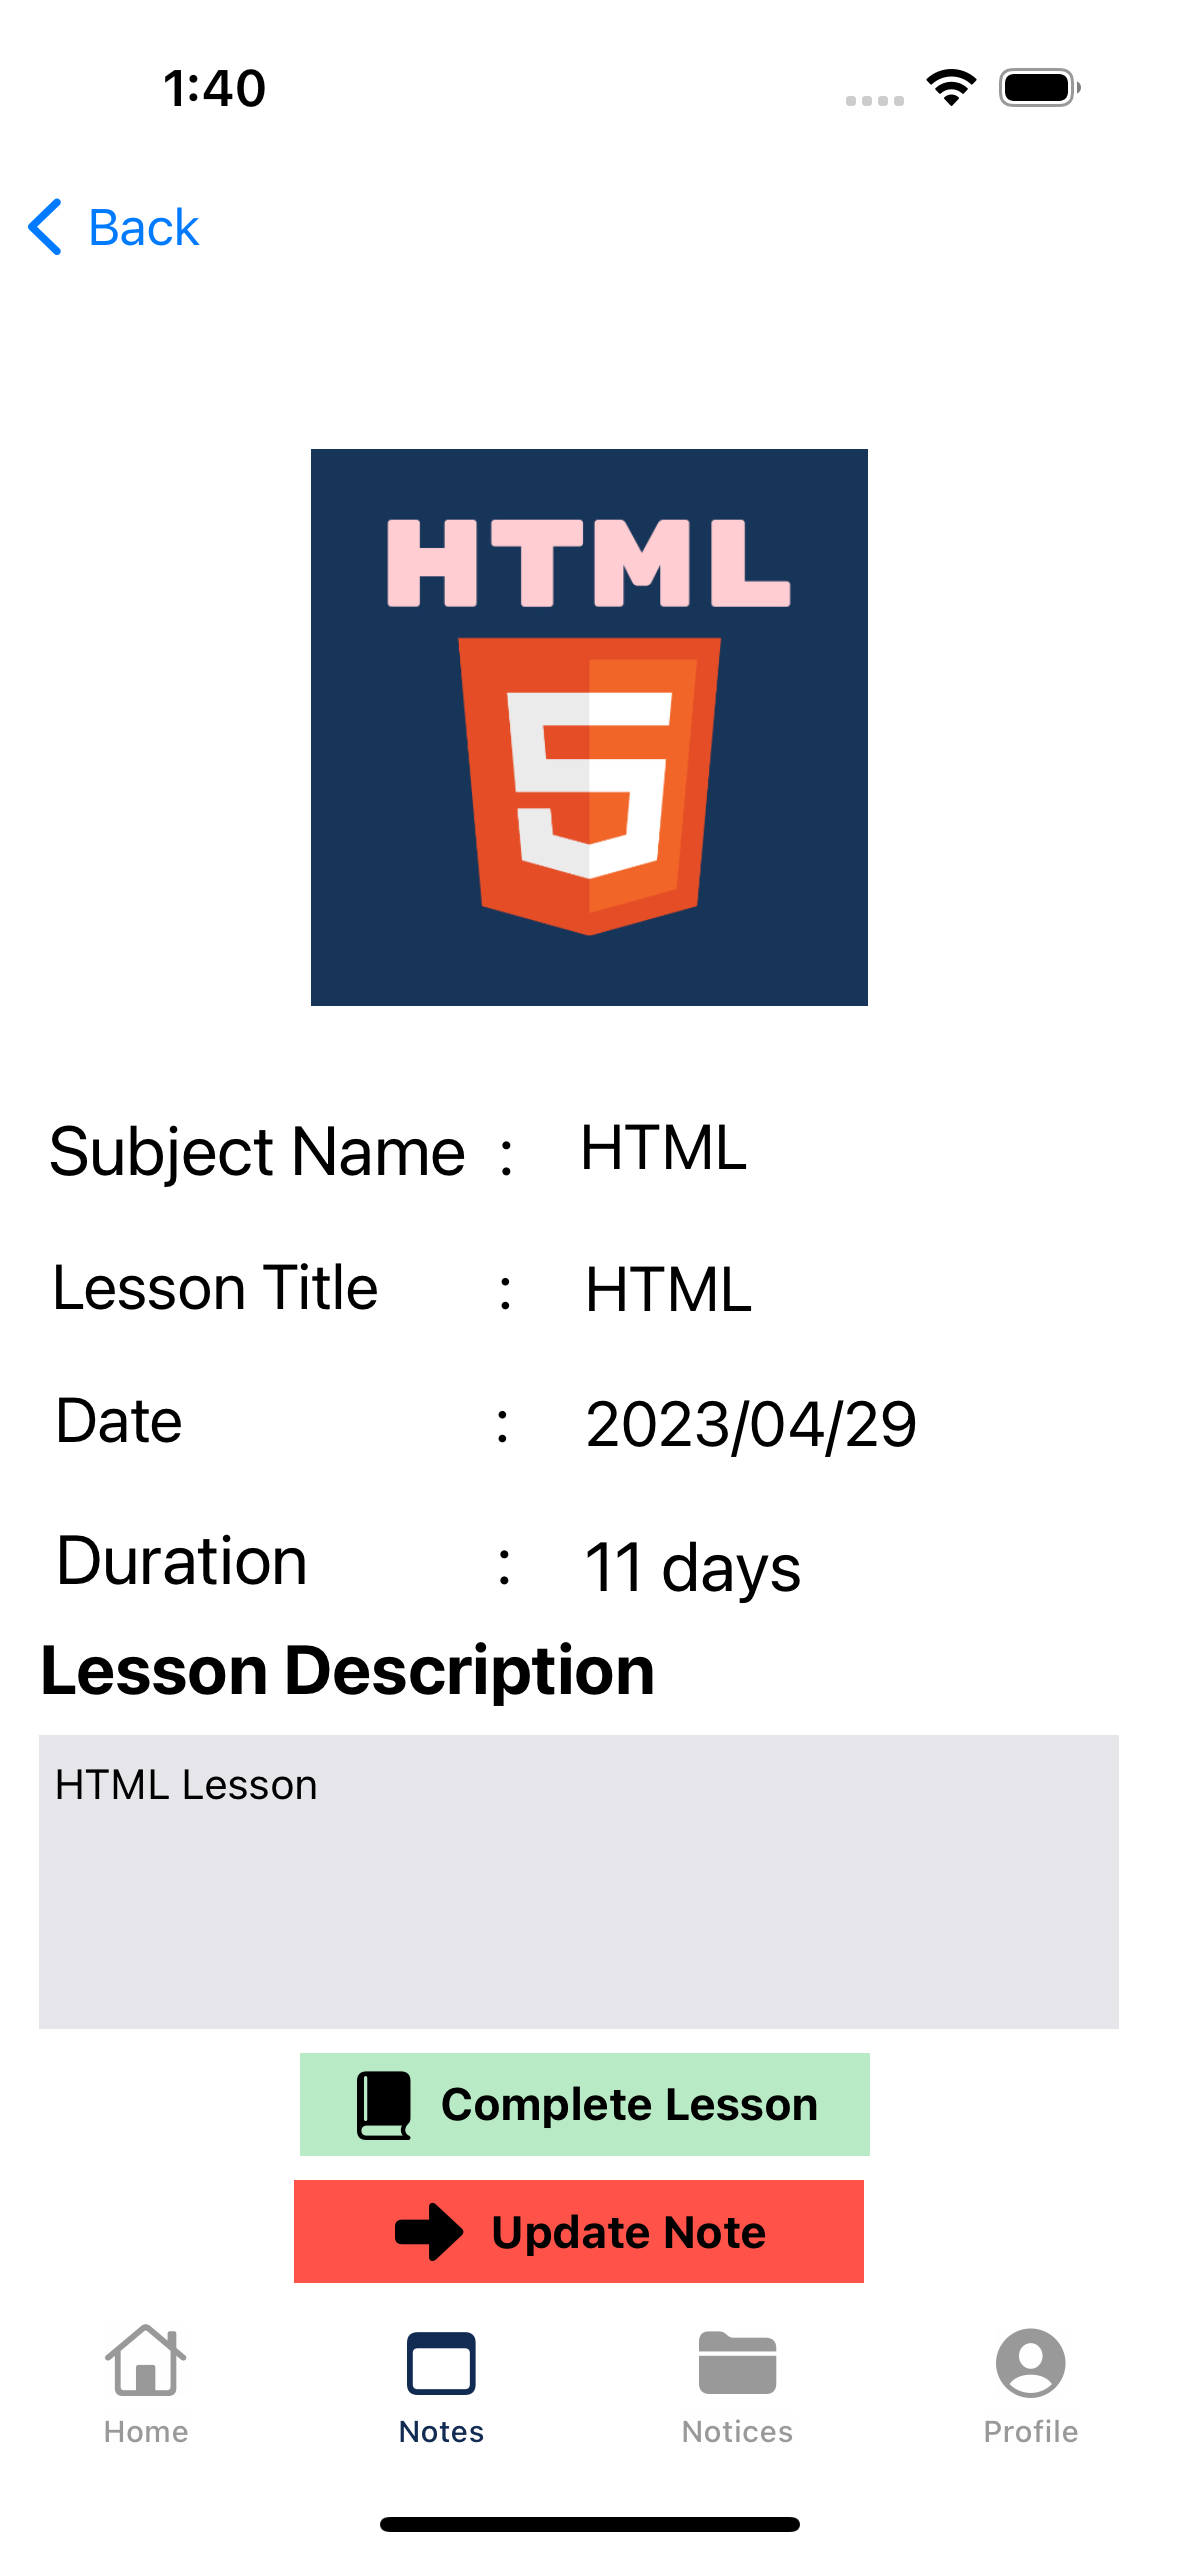 1:40
Back
HTML
5
Subject Name : HTML
Lesson Title : HTML
Date : 2023/04/29
Duration : 11 days
Lesson Description
HTML Lesson
Complete Lesson
Update Note
Home Notes Notices Profile